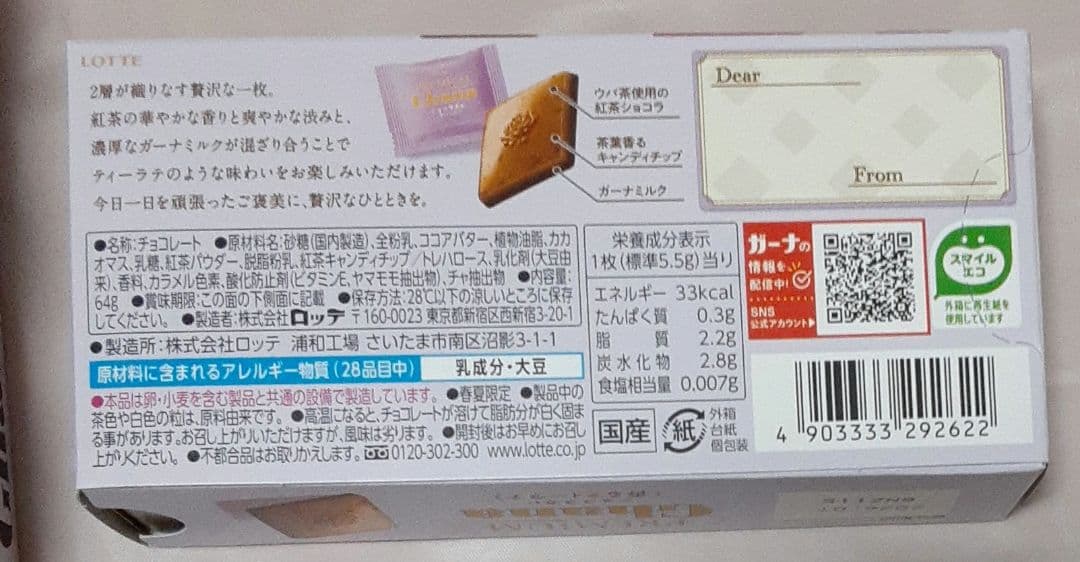 LOTTE
2層が織りなす贅沢な一枚。
紅茶の華やかな香りと爽やかな渋みと、
濃厚なガーナミルクが混ざり合うことで
ティーラテのような味わいをお楽しみいただけます。
今日一日を頑張ったご褒美に、贅沢なひとときを。
ウバ茶使用の
紅茶ショコラ
茶葉香る
キャンディチップ
ガーナミルク
Dear
From
●名称:チョコレート ●原材料名:砂糖(国内製造)、全粉乳、ココアバター、植物油脂、カカ
オマス、乳糖、紅茶パウダー、脱脂粉乳、紅茶キャンディチップ/トレハロース、乳化剤(大豆由
来)、香料、カラメル色素、酸化防止剤(ビタミンE、ヤマモモ抽出物)、チャ抽出物 ●内容量:
64g ●賞味期限:この面の下側面に記載 ●保存方法:28℃以下の涼しいところに保存
してください。 ●製造者:株式会社ロッテ 〒160-0023 東京都新宿区西新宿3-20-1
●製造所:株式会社ロッテ 浦和工場 さいたま市南区沼影3-1-1
原材料に含まれるアレルギー物質(28品目中) 乳成分・大豆
●本品は卵・小麦を含む製品と共通の設備で製造しています。 ●春夏限定 ●製品中の
茶色や白色の粒は、原料由来です。 ●高温になると、チョコレートが溶けて脂肪分が白く固ま
る事があります。お召し上がりいただけますが、風味は劣ります。 ●開封後はお早めにお召し
上がりください。 ●不都合品はお取りかえします。 0120-302-300 www.lotte.co.jp
栄養成分表示
1枚(標準5.5g)当り
エネルギー 33kcal
たんぱく質 0.3g
脂質 2.2g
炭水化物 2.8g
食塩相当量 0.007g
国産
紙
外箱
台紙
個包装
ガーナの
情報を
配信中!
SNS
公式アカウント
スマイル
エコ
外箱に再生紙を
使用しています
4 903333 292622
PREMIUM
Ghana